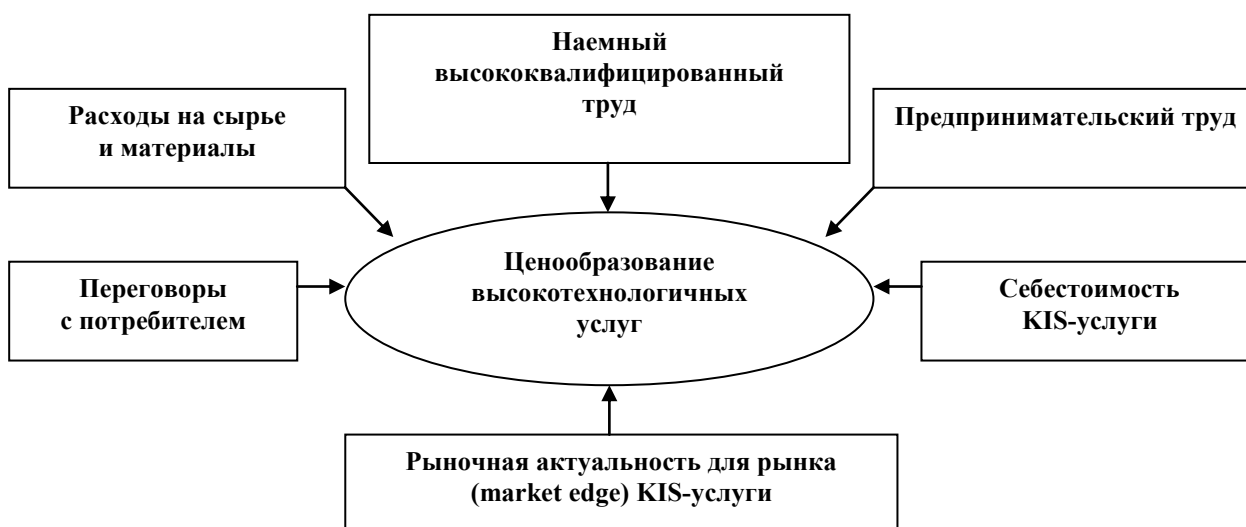 Наемный
высококвалифицированный
труд
Расходы на сырье
и материалы
Предпринимательский труд
Ценообразование
высокотехнологичных
услуг
Переговоры
с потребителем
Себестоимость
KIS-услуги
Рыночная актуальность для рынка
(market edge) KIS-услуги